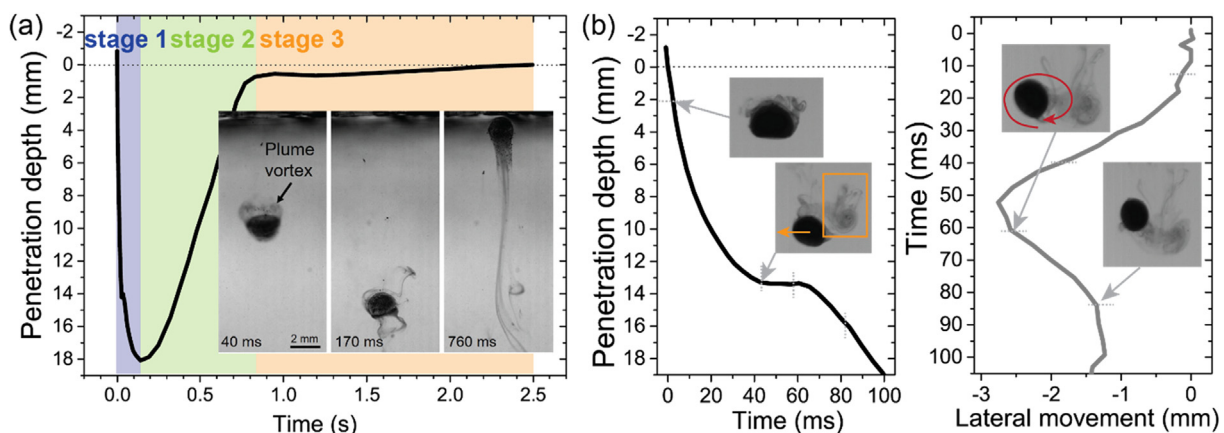 (a)
stage 1 stage 2 stage 3
-2
0
2
4
6
8
10
12
14
16
18
Penetration depth (mm)
Plume
vortex
40 ms
2 mm
170 ms
760 ms
0.0 0.5 1.0 1.5 2.0 2.5
Time (s)
(b)
-2
0
2
4
6
8
10
12
14
16
18
Penetration depth (mm)
0 20 40 60 80 100
Time (ms)
0
10
20
30
40
50
60
70
80
90
100
Time (ms)
-3 -2 -1 0
Lateral movement (mm)